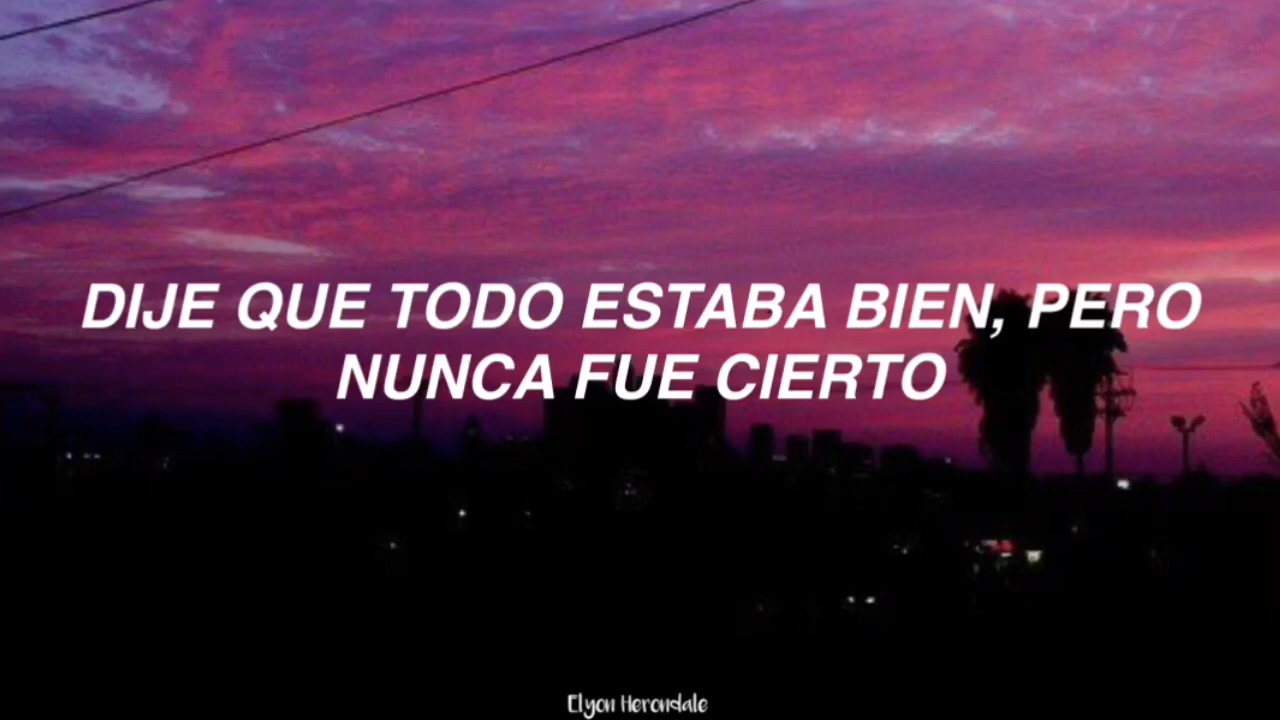 DIJE QUE TODO ESTABA BIEN, PERO
NUNCA FUE CIERTO
Elyon Herondale